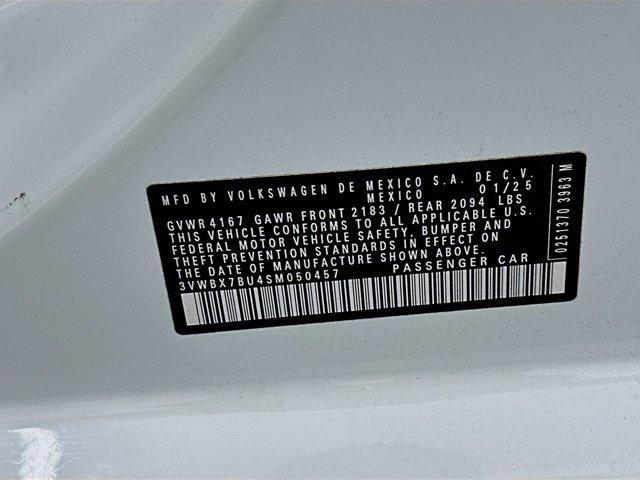 MFD BY VOLKSWAGEN DE MEXICO S.A. DE C.V.
MEXICO 01/25
GVWR 4167 GAWR FRONT 2183 / REAR 2094 LBS
THIS VEHICLE CONFORMS TO ALL APPLICABLE U.S.
FEDERAL MOTOR VEHICLE SAFETY, BUMPER AND
THEFT PREVENTION STANDARDS IN EFFECT ON
THE DATE OF MANUFACTURE SHOWN ABOVE.
3VWBX7BU4SM050457 PASSENGER CAR
0251370 3963 M